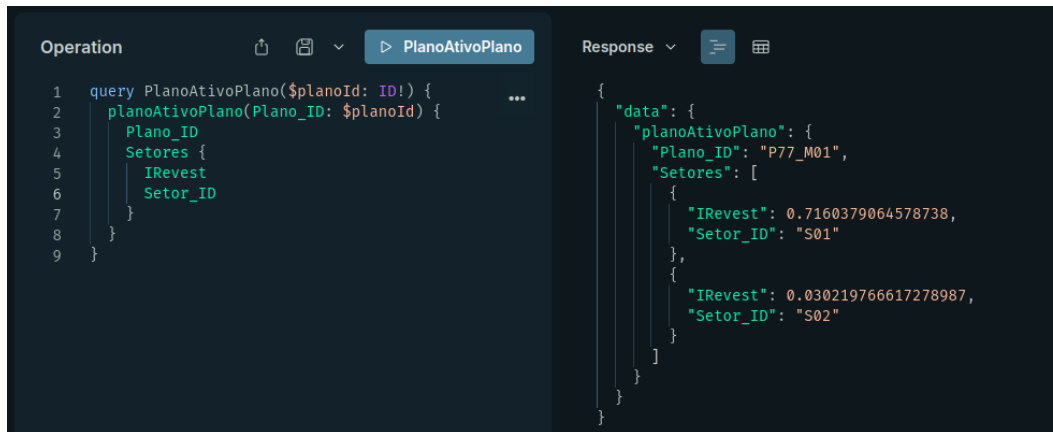 Operation
PlanoAtivoPlano
1 query PlanoAtivoPlano($planoId: ID!) {
2 planoAtivoPlano(Plano_ID: $planoId) {
3 Plano_ID
4 Setores {
5 IRevest
6 Setor_ID
7 }
8 }
9 }
Response
{
"data": {
"planoAtivoPlano": {
"Plano_ID": "P77_M01",
"Setores": [
{
"IRevest": 0.7160379064578738,
"Setor_ID": "S01"
},
{
"IRevest": 0.030219766617278987,
"Setor_ID": "S02"
}
]
}
}
}